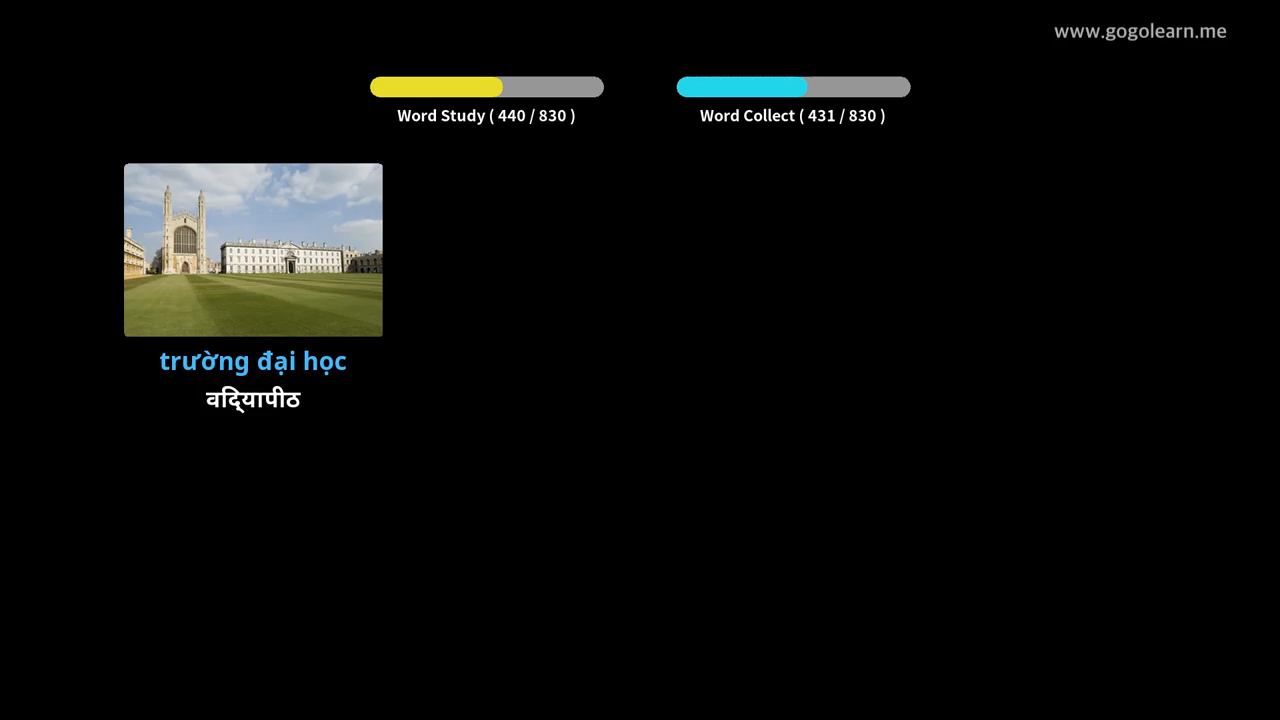 www.gogolearn.me
Word Study ( 440 / 830 )
Word Collect ( 431 / 830 )
trường đại học
विद्यापीठ